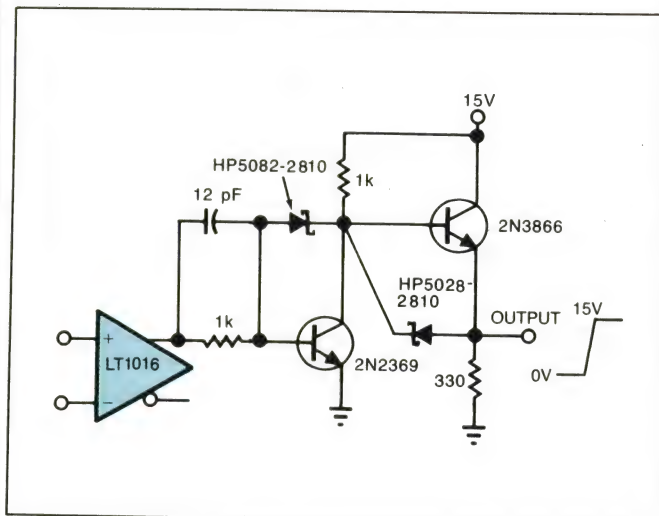 15V
HP5082-2810
1k
12 pF
2N3866
HP5028-
2810
OUTPUT
15V
1k
+
LT1016
2N2369
330
0V
−